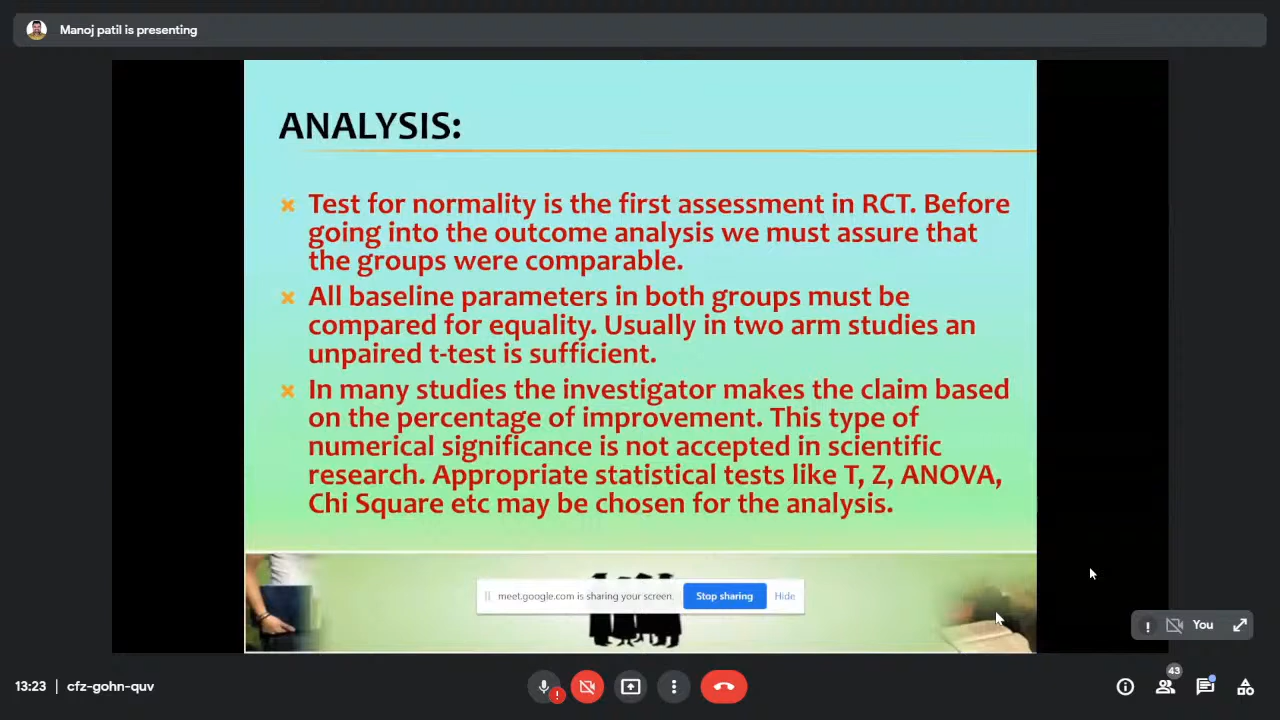 Manoj patil is presenting
ANALYSIS:
Test for normality is the first assessment in RCT. Before
going into the outcome analysis we must assure that
the groups were comparable.
All baseline parameters in both groups must be
compared for equality. Usually in two arm studies an
unpaired t-test is sufficient.
In many studies the investigator makes the claim based
on the percentage of improvement. This type of
numerical significance is not accepted in scientific
research. Appropriate statistical tests like T, Z, ANOVA,
Chi Square etc may be chosen for the analysis.
meet.google.com is sharing your screen. Stop sharing Hide
You
13:23 | cfz-gohn-quv
43